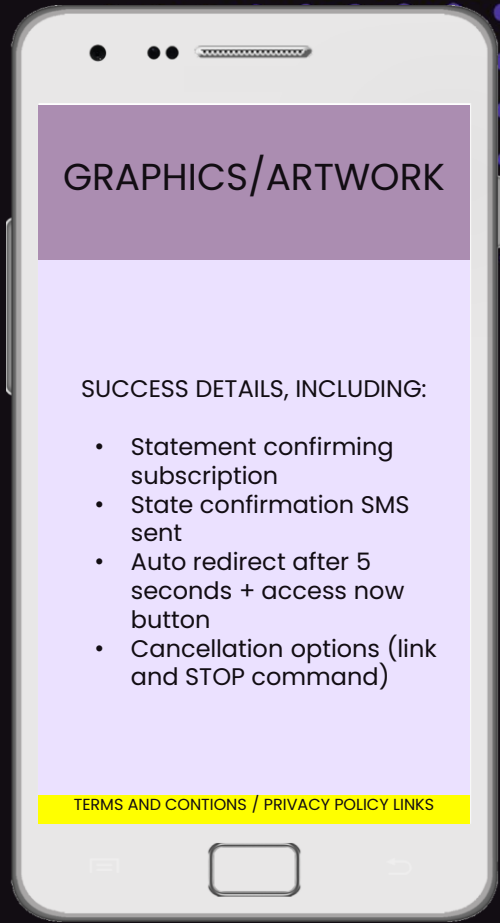 GRAPHICS/ARTWORK
SUCCESS DETAILS, INCLUDING:
• Statement confirming
subscription
• State confirmation SMS
sent
• Auto redirect after 5
seconds + access now
button
• Cancellation options (link
and STOP command)
TERMS AND CONTIONS / PRIVACY POLICY LINKS